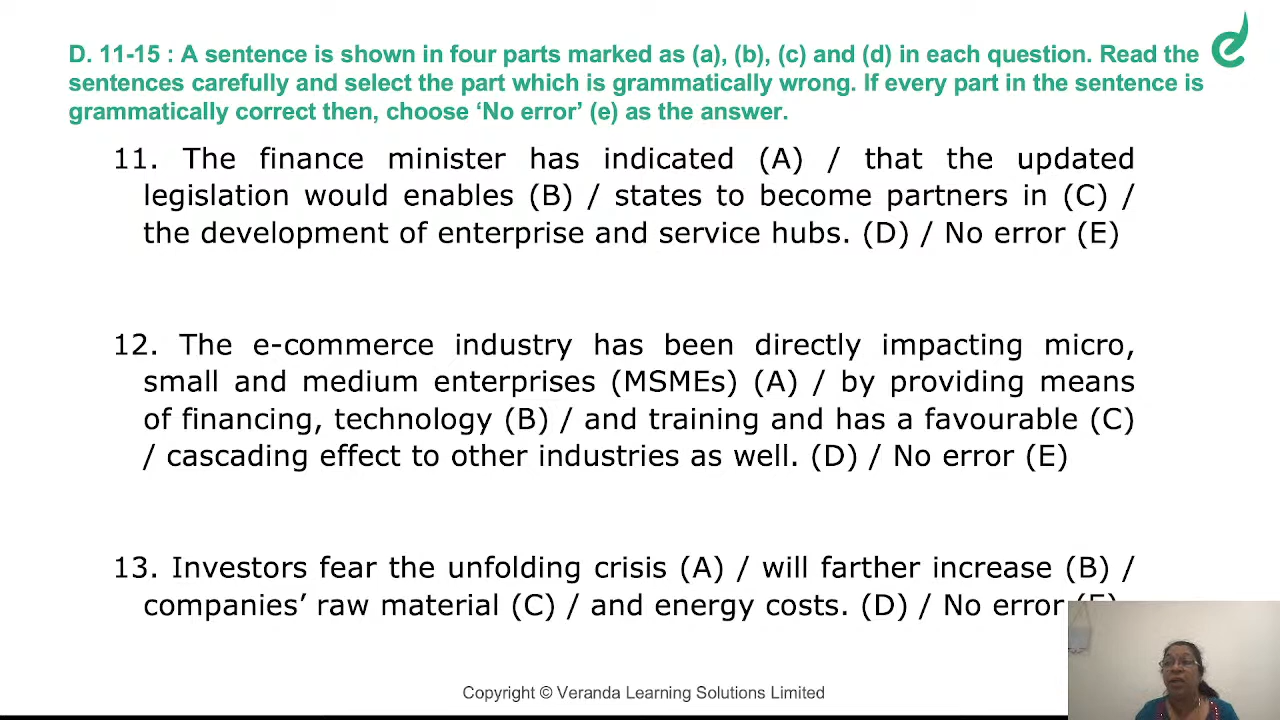 D. 11-15 : A sentence is shown in four parts marked as (a), (b), (c) and (d) in each question. Read the
sentences carefully and select the part which is grammatically wrong. If every part in the sentence is
grammatically correct then, choose ‘No error’ (e) as the answer.
11. The finance minister has indicated (A) / that the updated
legislation would enables (B) / states to become partners in (C) /
the development of enterprise and service hubs. (D) / No error (E)
12. The e-commerce industry has been directly impacting micro,
small and medium enterprises (MSMEs) (A) / by providing means
of financing, technology (B) / and training and has a favourable (C)
/ cascading effect to other industries as well. (D) / No error (E)
13. Investors fear the unfolding crisis (A) / will farther increase (B) /
companies’ raw material (C) / and energy costs. (D) / No error
Copyright © Veranda Learning Solutions Limited